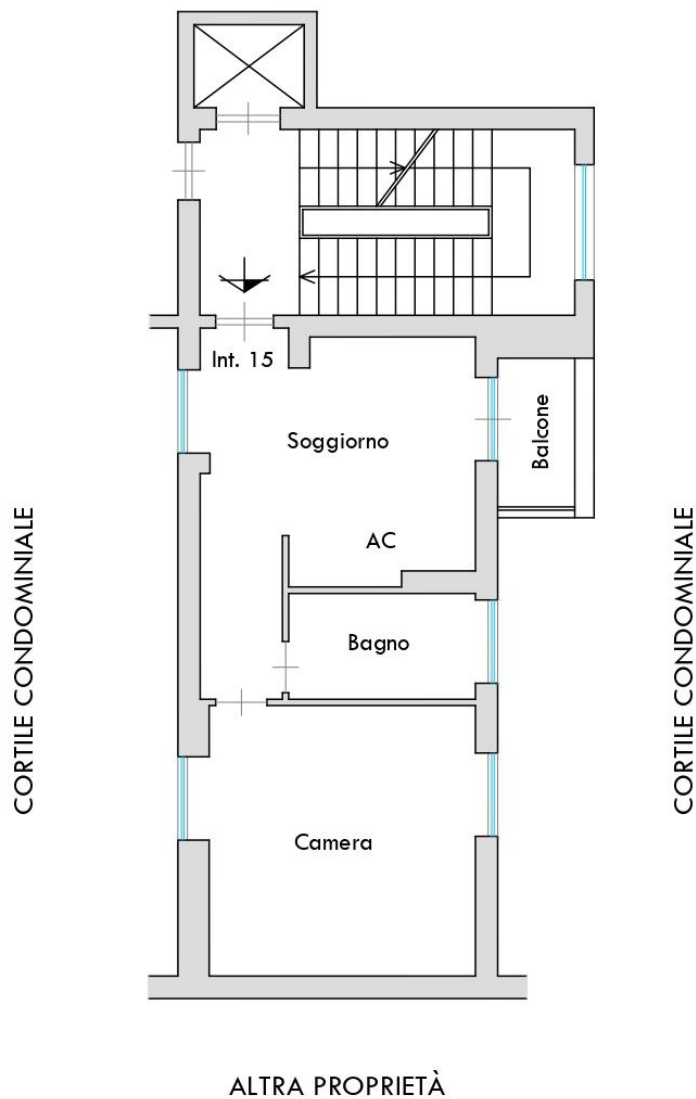 Int. 15
Soggiorno
Balcone
AC
Bagno
CORTILE CONDOMINIALE
CORTILE CONDOMINIALE
Camera
ALTRA PROPRIETÀ